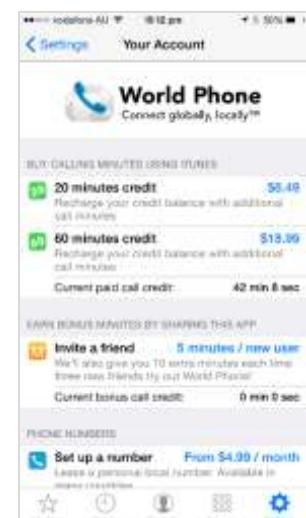 vodafone AU pm 50%
Settings Your Account
World Phone
Connect globally, locally™
BUY CALLING MINUTES USING ITUNES
20 minutes credit $6.49
Recharge your credit balance with additional
call minutes
60 minutes credit
Recharge your credit balance with additional
call minutes
Current paid call credit: 42 min 8 sec
EARN BONUS MINUTES BY SHARING THIS APP
Invite a friend 5 minutes / new user
We'll also give you 10 extra minutes each time
three new friends try out World Phone!
Current bonus call credit: 0 min 0 sec
PHONE NUMBERS
Set up a number From $4.99 / month
Lease a personal local number. Available in
many countries